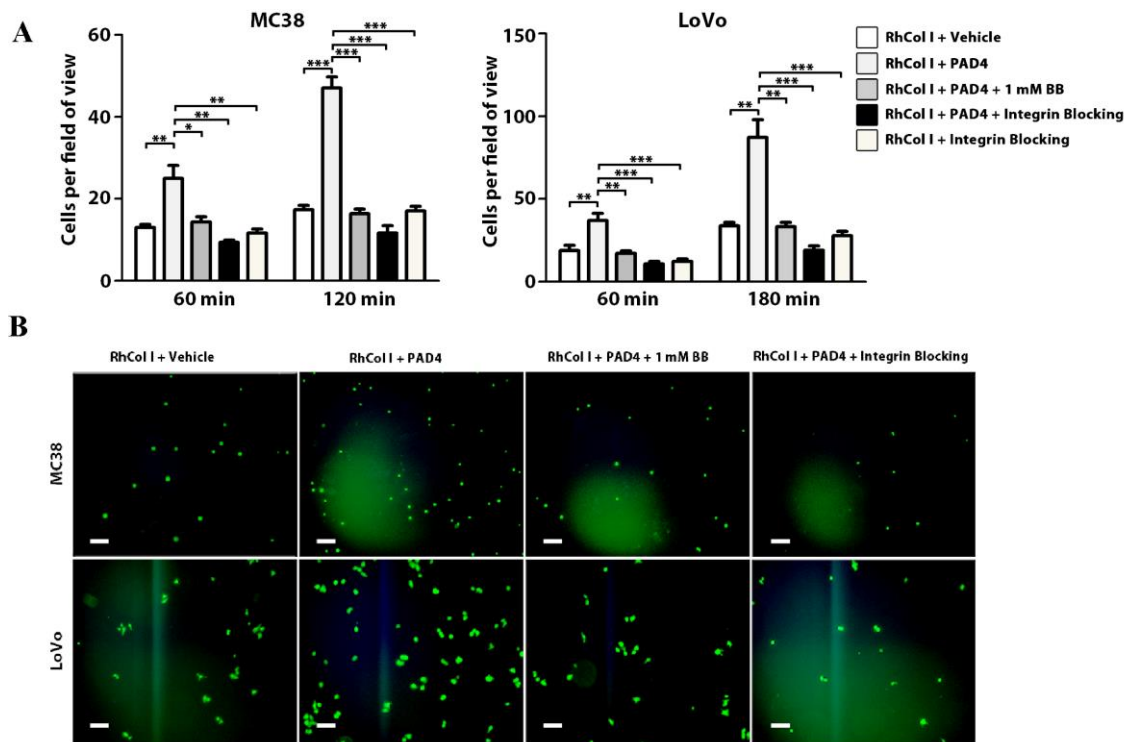 A
MC38
Cells per field of view
60
40
20
0
***
***
***
***
**
**
*
**
60 min
120 min
LoVo
Cells per field of view
150
100
50
0
***
***
**
**
***
***
**
**
60 min
180 min
RhCol I + Vehicle
RhCol I + PAD4
RhCol I + PAD4 + 1 mM BB
RhCol I + PAD4 + Integrin Blocking
RhCol I + Integrin Blocking
B
RhCol I + Vehicle
RhCol I + PAD4
RhCol I + PAD4 + 1 mM BB
RhCol I + PAD4 + Integrin Blocking
MC38
LoVo